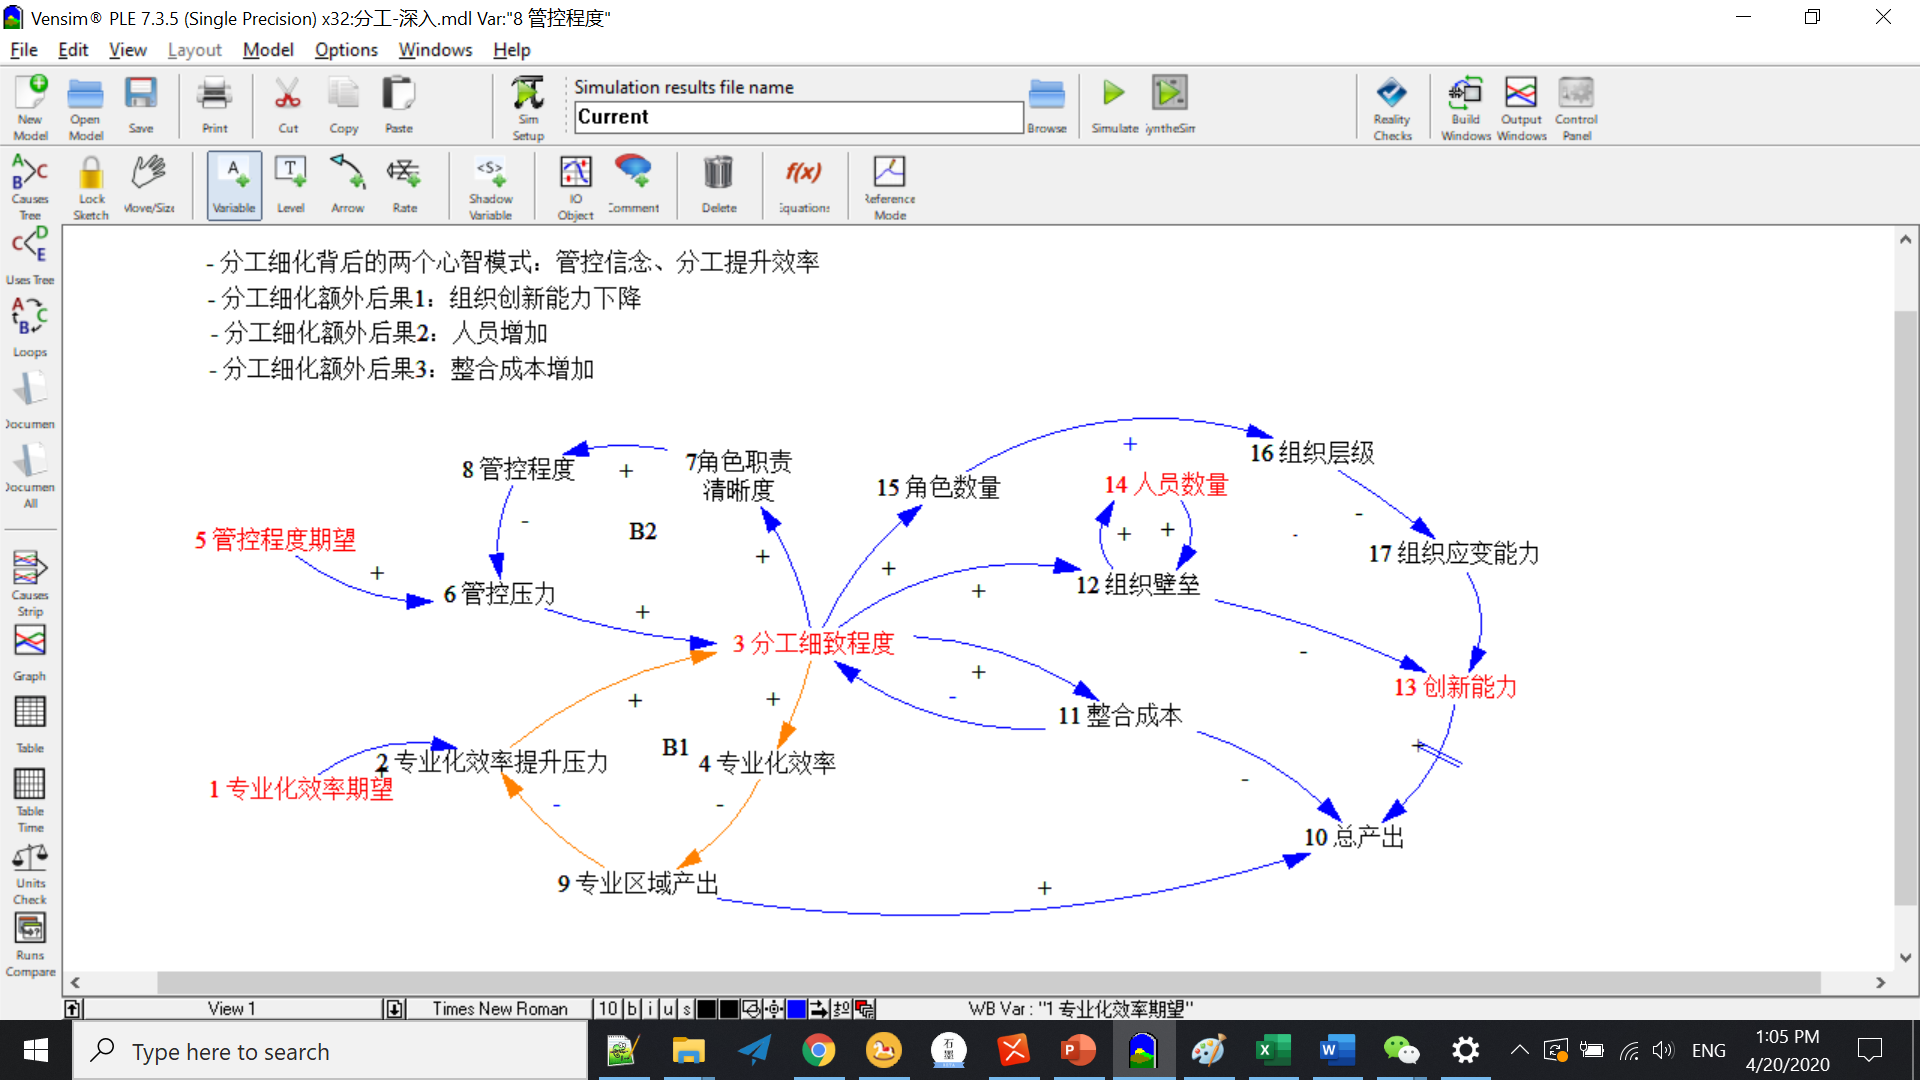 Vensim® PLE 7.3.5 (Single Precision) x32:分工-深入.mdl Var:"8 管控程度"
File Edit View Layout Model Options Windows Help
New Model
Open Model
Save
Print
Cut
Copy
Paste
Sim Setup
Simulation results file name
Current
Browse
Simulate
Reality Checks
Build Windows
Output Windows
Control Panel
Causes Tree
Lock Sketch
Move/Size
A
Variable
T
Level
Arrow
Rate
<S>
Shadow Variable
IO Object
Comment
Delete
f(x)
Equations
Reference Mode
Uses Tree
Loops
Documen
Documen All
Causes Strip
Graph
Table
Table Time
Units Check
Runs Compare
- 分工细化背后的两个心智模式：管控信念、分工提升效率
- 分工细化额外后果1：组织创新能力下降
- 分工细化额外后果2：人员增加
- 分工细化额外后果3：整合成本增加
8 管控程度
7角色职责
清晰度
15 角色数量
14 人员数量
16 组织层级
5 管控程度期望
B2
17 组织应变能力
6 管控压力
12 组织壁垒
3 分工细致程度
13 创新能力
11 整合成本
B1
2 专业化效率提升压力
4 专业化效率
1 专业化效率期望
10 总产出
9 专业区域产出
View 1
Times New Roman
10 b i u s
WB Var : "1 专业化效率期望"
Type here to search
石墨
ENG
1:05 PM
4/20/2020